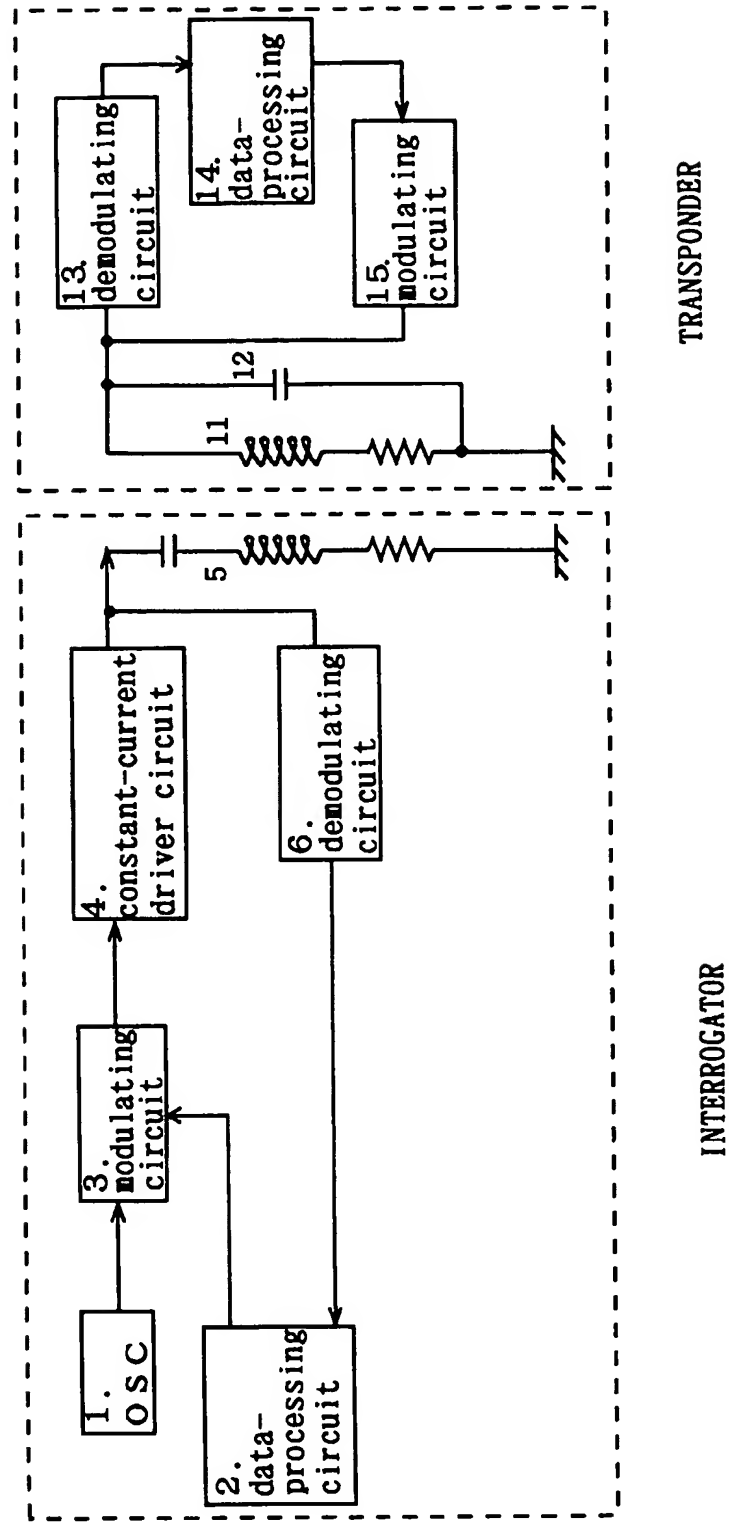 1.
OSC
2.
data-
processing
circuit
3.
modulating
circuit
4.
constant-current
driver circuit
5
6.
demodulating
circuit
INTERROGATOR
11
12
13.
demodulating
circuit
14.
data-
processing
circuit
15.
modulating
circuit
TRANSPONDER